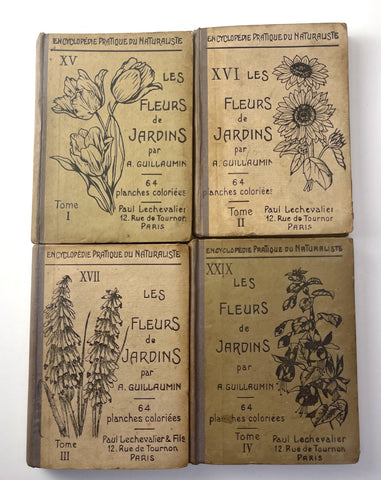 ENCYCLOPÉDIE PRATIQUE DU NATURALISTE
XV
LES
FLEURS
de
JARDINS
par
A. GUILLAUMIN
64
planches coloriées
Tome
I
Paul Lechevalier
12, Rue de Tournon
PARIS
ENCYCLOPÉDIE PRATIQUE DU NATURALISTE
XVI LES
FLEURS
de
JARDINS
par
A. GUILLAUMIN
64
planches coloriées
Tome
II
Paul Lechevalier
12, Rue de Tournon
PARIS
ENCYCLOPÉDIE PRATIQUE DU NATURALISTE
XVII
LES
FLEURS
de
JARDINS
par
A. GUILLAUMIN
64
planches coloriées
Tome
III
Paul Lechevalier & Fils
12, Rue de Tournon
PARIS
ENCYCLOPÉDIE PRATIQUE DU NATURALISTE
XXIX
LES
FLEURS
de
JARDINS
par
A. GUILLAUMIN
64
planches coloriées
Tome
IV
Paul Lechevalier
12, Rue de Tournon
PARIS